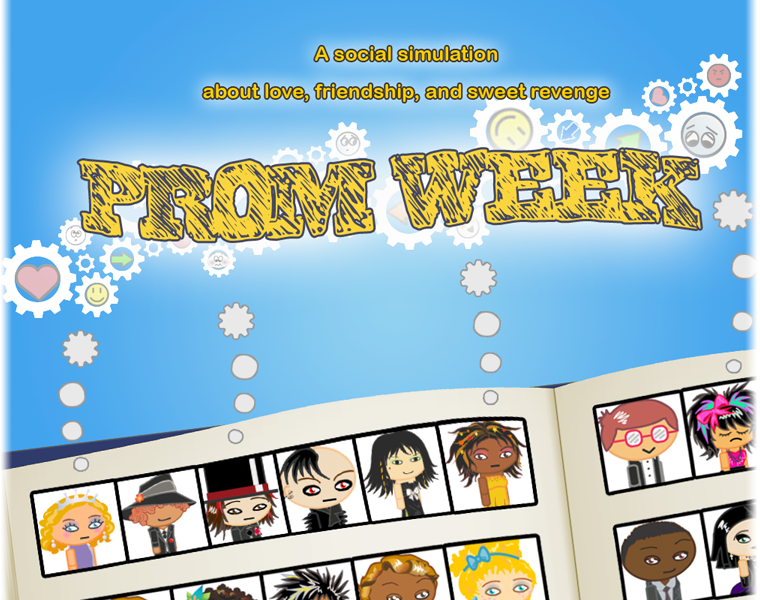 A social simulation
about love, friendship, and sweet revenge
PROM WEEK